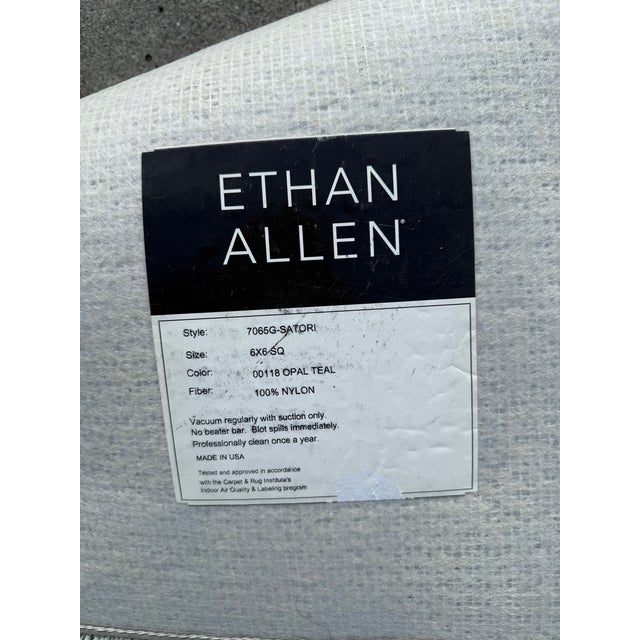 ETHAN
ALLEN®
Style: 7065G-SATORI
Size: 6X6-SQ
Color: 00118 OPAL TEAL
Fiber: 100% NYLON
Vacuum regularly with suction only.
No beater bar. Blot spills immediately.
Professionally clean once a year.
MADE IN USA
Tested and approved in accordance
with the Carpet & Rug Institute's
Indoor Air Quality & Labeling program